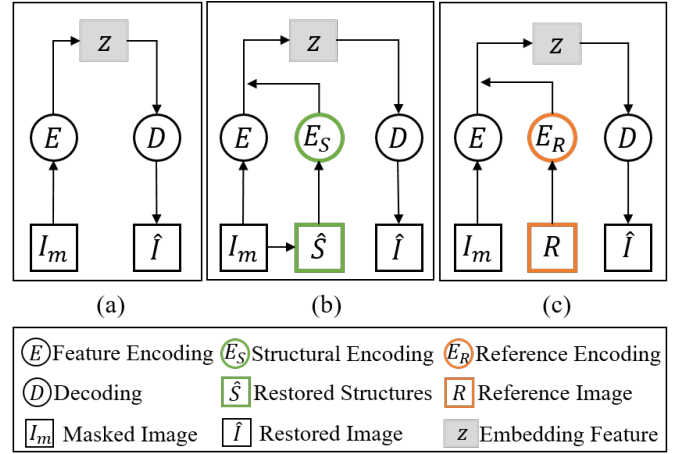 z z z
E D E E_S D E E_R D
I_m Î I_m Ŝ Î I_m R Î
(a) (b) (c)
E Feature Encoding E_S Structural Encoding E_R Reference Encoding
D Decoding Ŝ Restored Structures R Reference Image
I_m Masked Image Î Restored Image z Embedding Feature